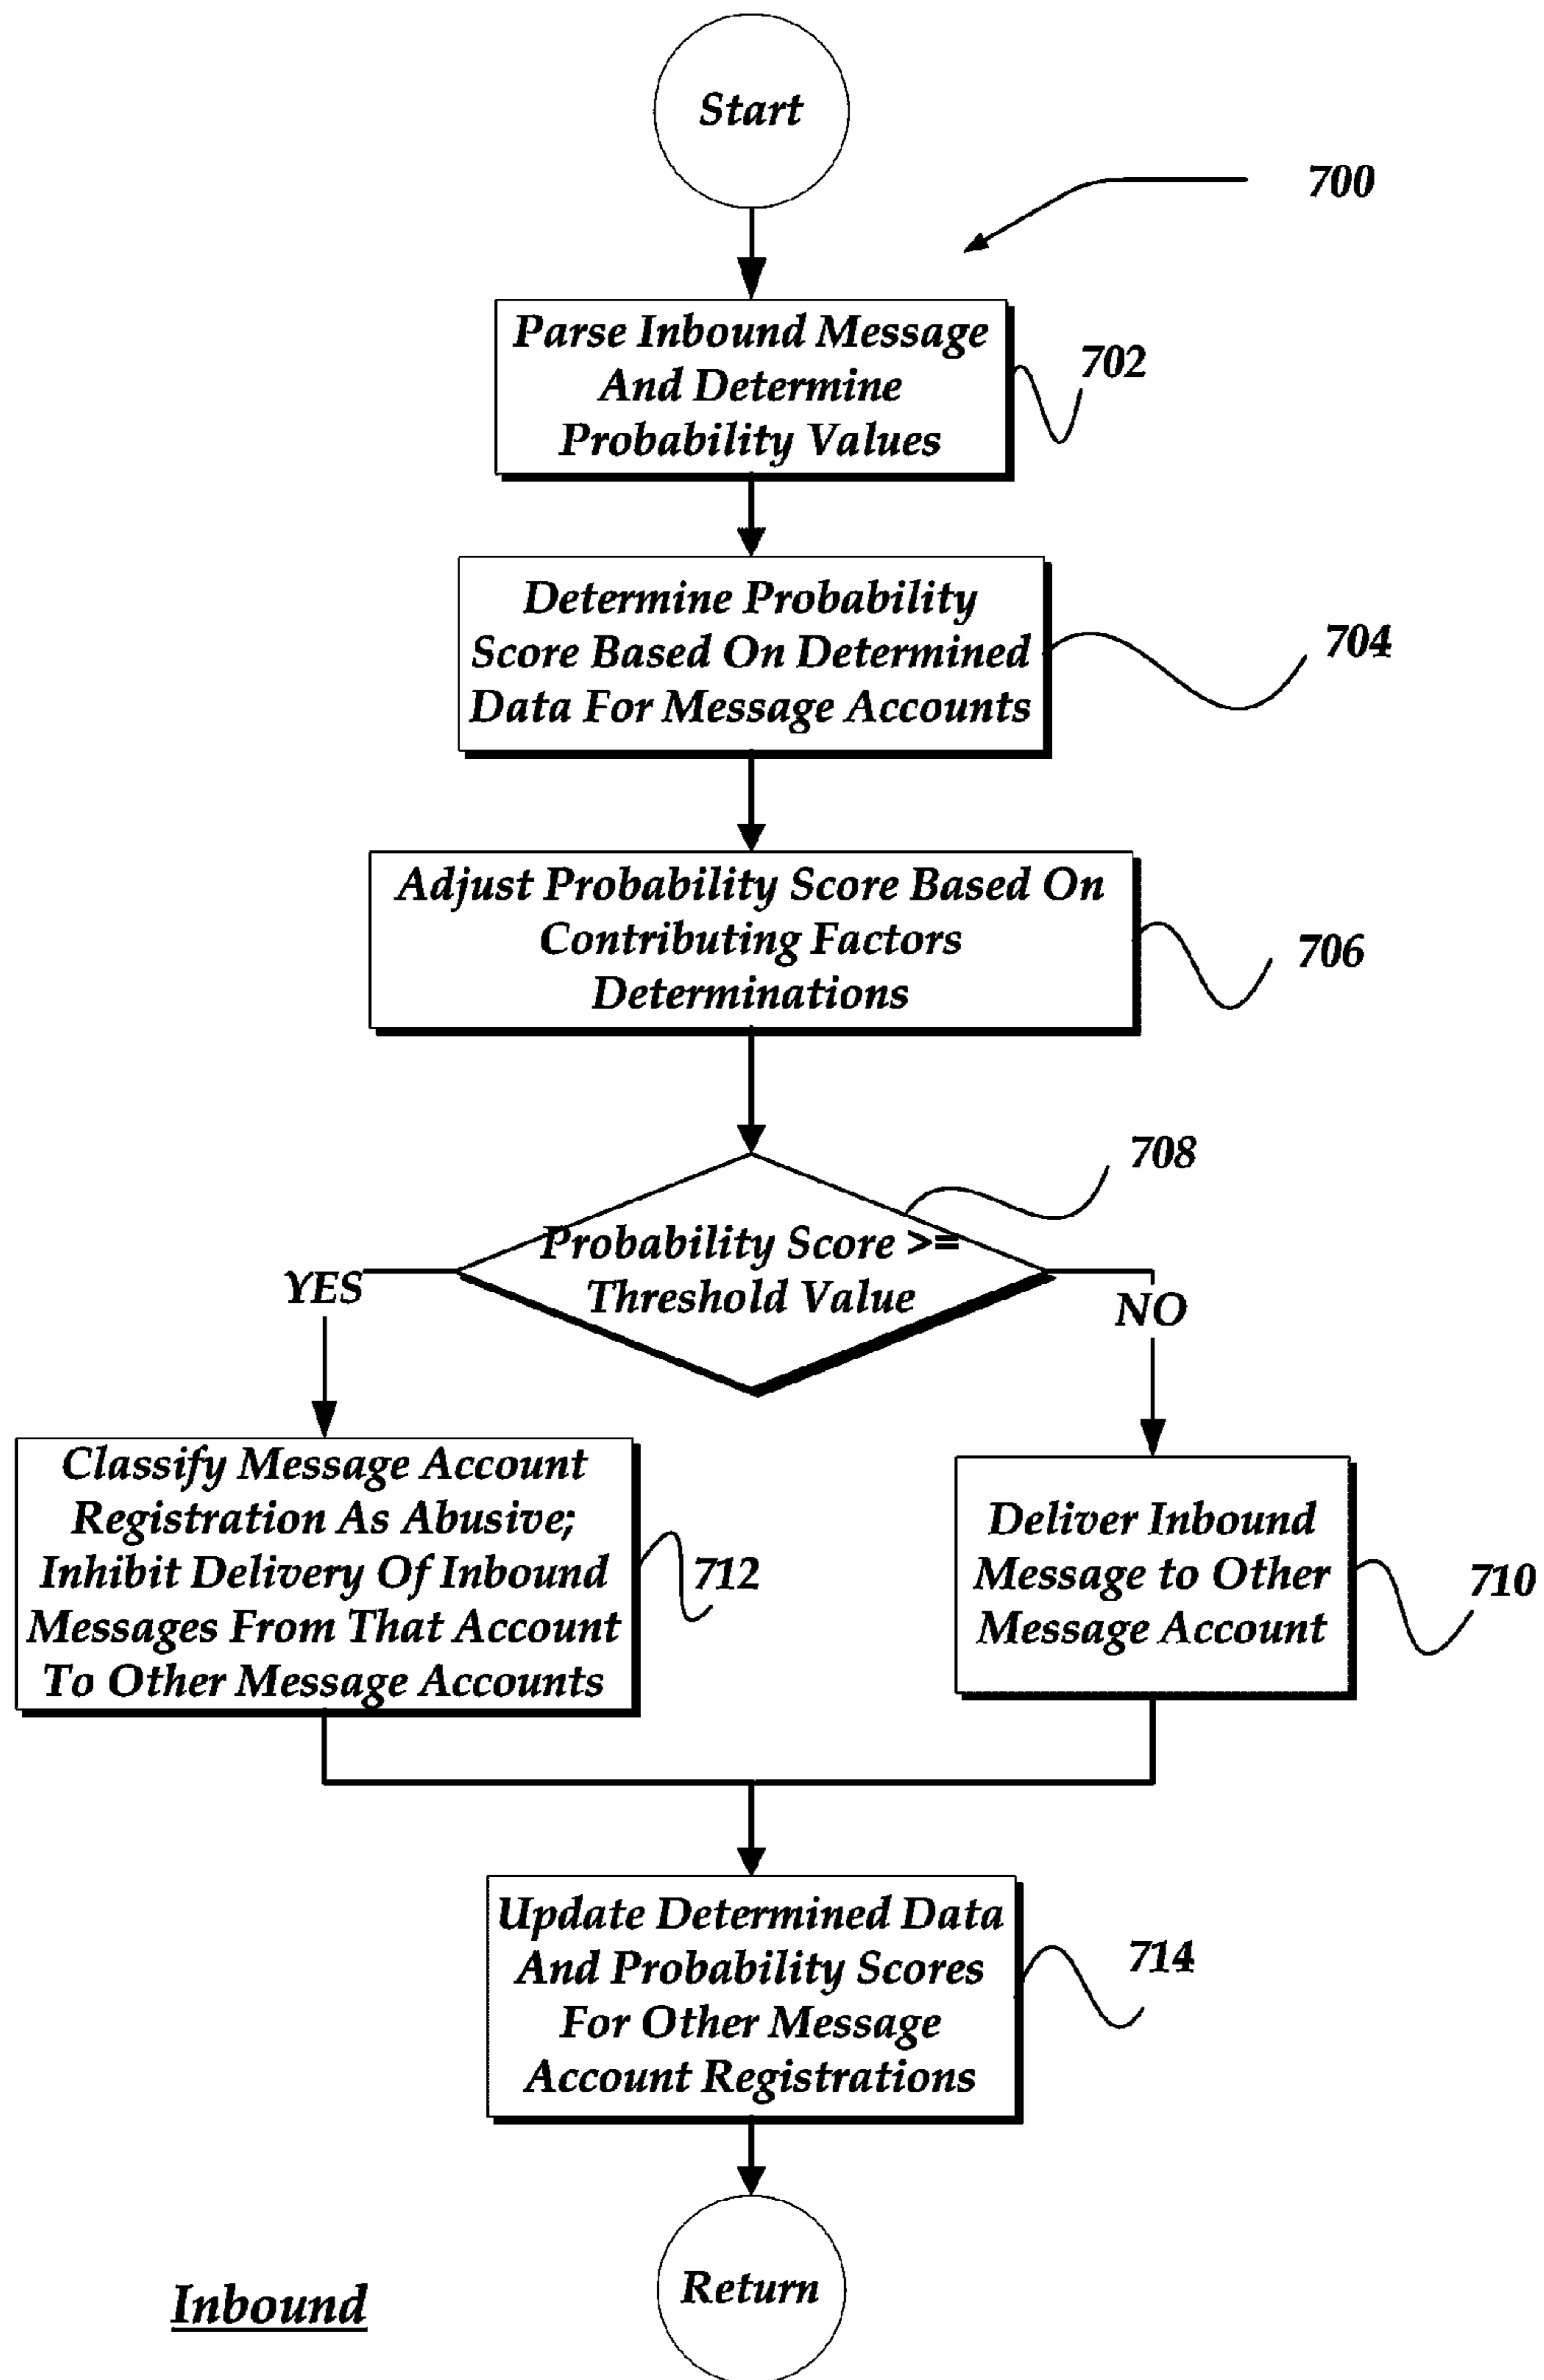 Start
700
Parse Inbound Message
And Determine
Probability Values
702
Determine Probability
Score Based On Determined
Data For Message Accounts
704
Adjust Probability Score Based On
Contributing Factors
Determinations
706
708
Probability Score >=
Threshold Value
YES
NO
Classify Message Account
Registration As Abusive;
Inhibit Delivery Of Inbound
Messages From That Account
To Other Message Accounts
712
Deliver Inbound
Message to Other
Message Account
710
Update Determined Data
And Probability Scores
For Other Message
Account Registrations
714
Return
Inbound